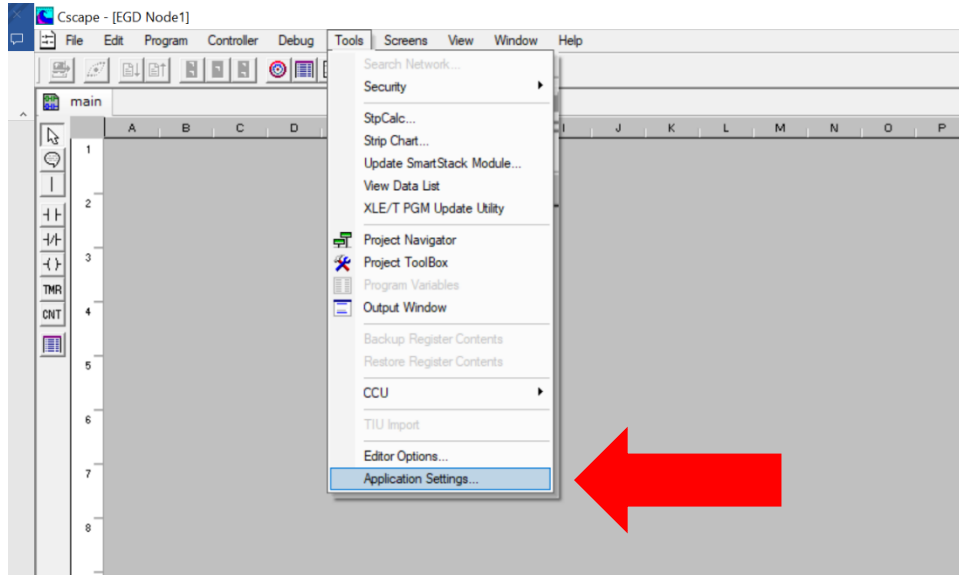 Cscape - [EGD Node1]
File Edit Program Controller Debug Tools Screens View Window Help
Search Network...
Security
main
StpCalc...
A B C D I J K L M N O P
Strip Chart...
1
Update SmartStack Module...
View Data List
2
XLE/T PGM Update Utility
Project Navigator
3
Project ToolBox
TMR
Program Variables
Output Window
CNT
4
Backup Register Contents
Restore Register Contents
5
CCU
6
TIU Import
Editor Options...
7
Application Settings...
8